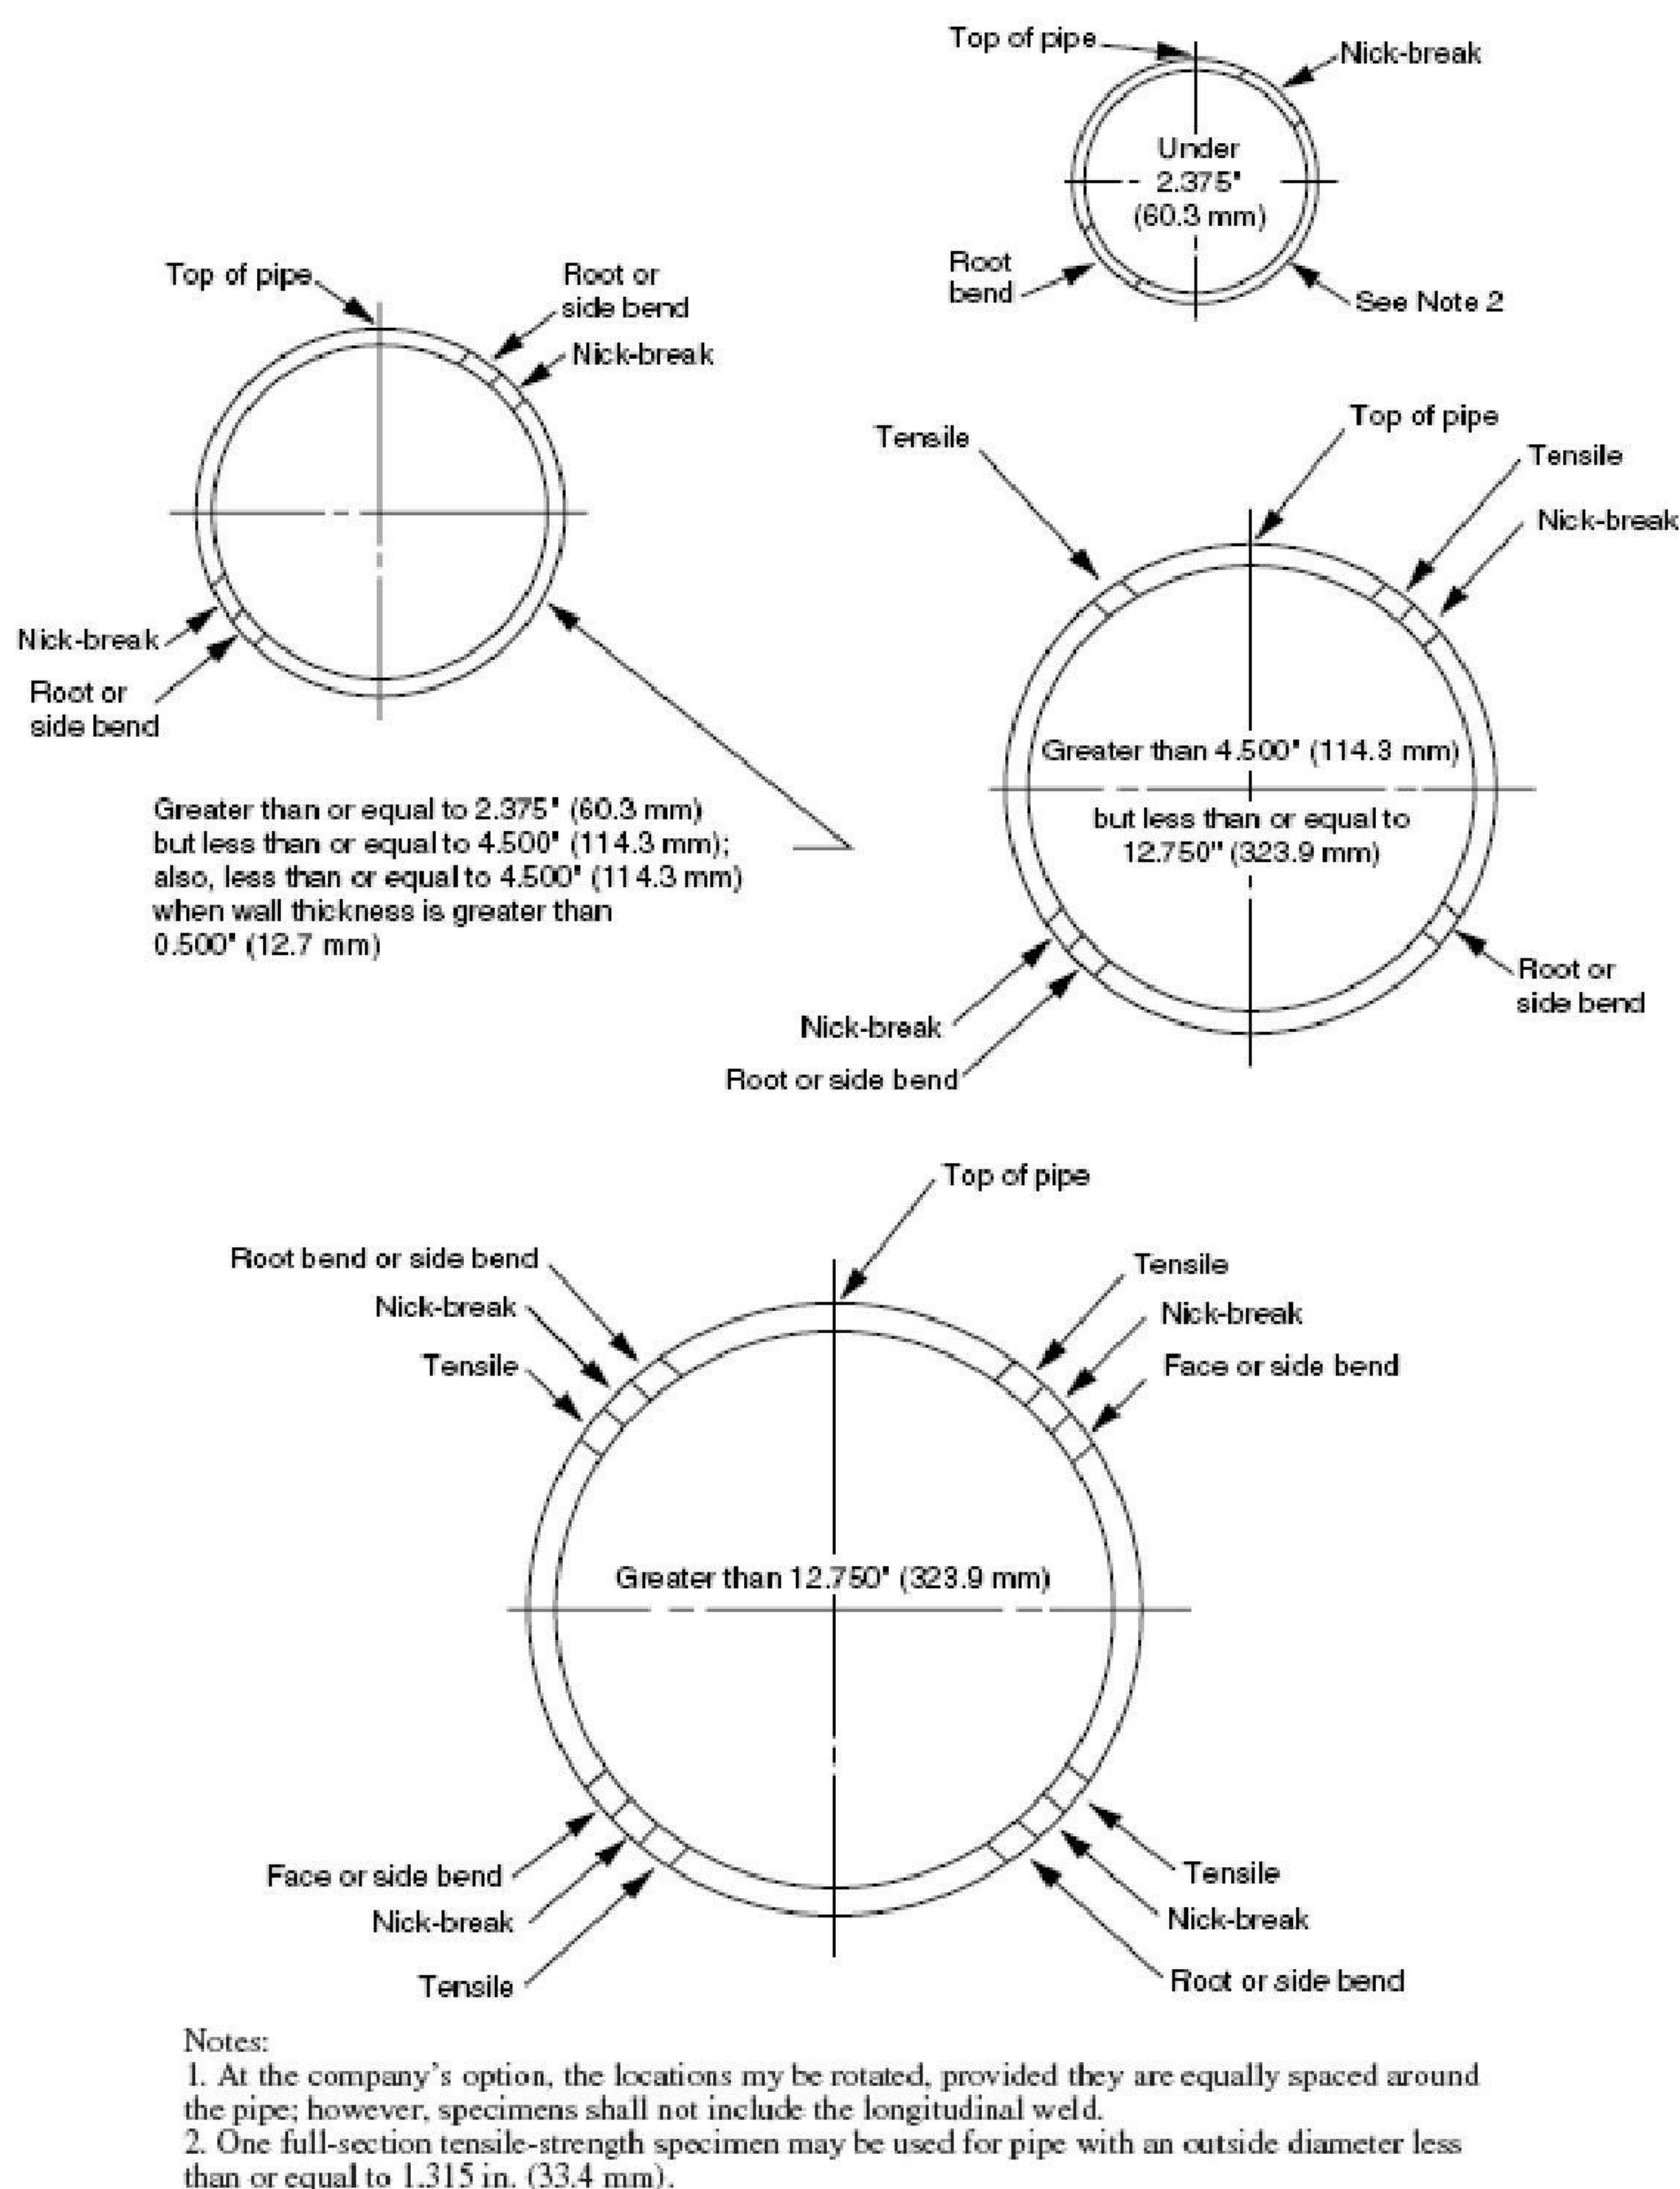 Top of pipe
Nick-break
Under
2.375"
(60.3 mm)
Root
bend
See Note 2
Top of pipe
Root or
side bend
Nick-break
Nick-break
Root or
side bend
Greater than or equal to 2.375" (60.3 mm)
but less than or equal to 4.500" (114.3 mm);
also, less than or equal to 4.500" (114.3 mm)
when wall thickness is greater than
0.500" (12.7 mm)
Tensile
Top of pipe
Tensile
Nick-break
Greater than 4.500" (114.3 mm)
but less than or equal to
12.750" (323.9 mm)
Root or
side bend
Nick-break
Root or side bend
Top of pipe
Root bend or side bend
Nick-break
Tensile
Tensile
Nick-break
Face or side bend
Greater than 12.750" (323.9 mm)
Face or side bend
Nick-break
Tensile
Tensile
Nick-break
Root or side bend
Notes:
1. At the company's option, the locations my be rotated, provided they are equally spaced around
the pipe; however, specimens shall not include the longitudinal weld.
2. One full-section tensile-strength specimen may be used for pipe with an outside diameter less
than or equal to 1.315 in. (33.4 mm).